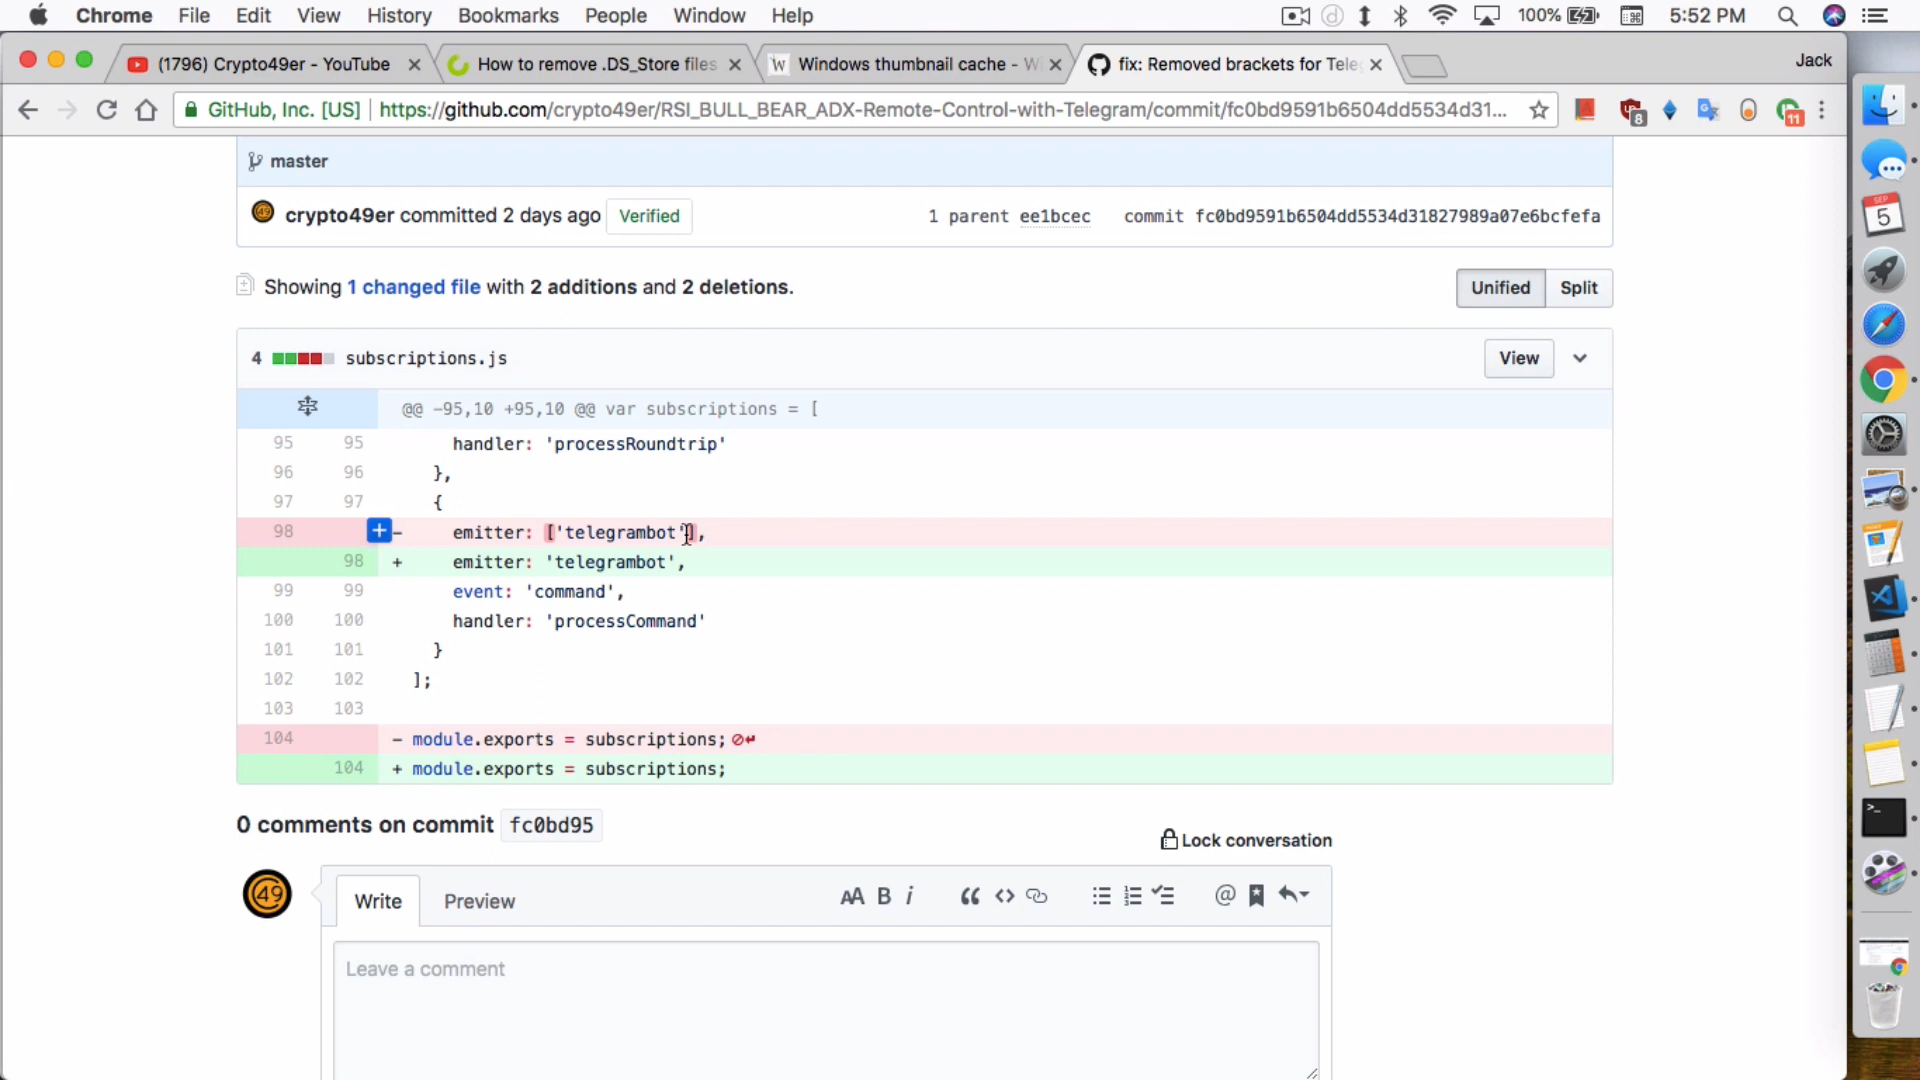 Chrome File Edit View History Bookmarks People Window Help 100% 5:52 PM
(1796) Crypto49er - YouTube How to remove .DS_Store files Windows thumbnail cache - W fix: Removed brackets for Tele Jack
GitHub, Inc. [US] https://github.com/crypto49er/RSI_BULL_BEAR_ADX-Remote-Control-with-Telegram/commit/fc0bd9591b6504dd5534d31... 8 11
master
crypto49er committed 2 days ago Verified 1 parent ee1bcec commit fc0bd9591b6504dd5534d31827989a07e6bcfefa
SEP
5
Showing 1 changed file with 2 additions and 2 deletions. Unified Split
4 subscriptions.js View
@@ -95,10 +95,10 @@ var subscriptions = [
95 95 handler: 'processRoundtrip'
96 96 },
97 97 {
98 + - emitter: ['telegrambot'],
98 + emitter: 'telegrambot',
99 99 event: 'command',
100 100 handler: 'processCommand'
101 101 }
102 102 ];
103 103
104 - module.exports = subscriptions;
104 + module.exports = subscriptions;
0 comments on commit fc0bd95
Lock conversation
49 Write Preview AA B i @
Leave a comment